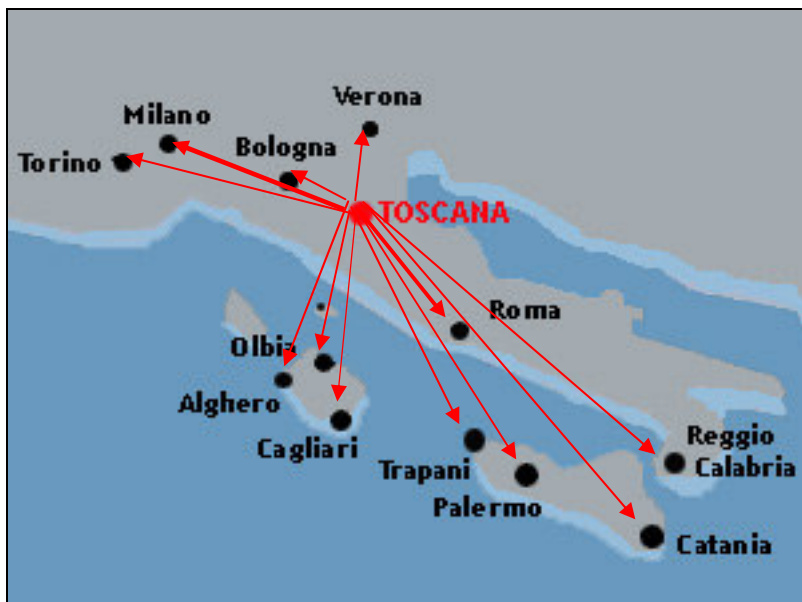 Verona
Milano
Bologna
Torino
TOSCANA
Roma
Olbia
Alghero
Cagliari
Reggio
Calabria
Trapani
Palermo
Catania